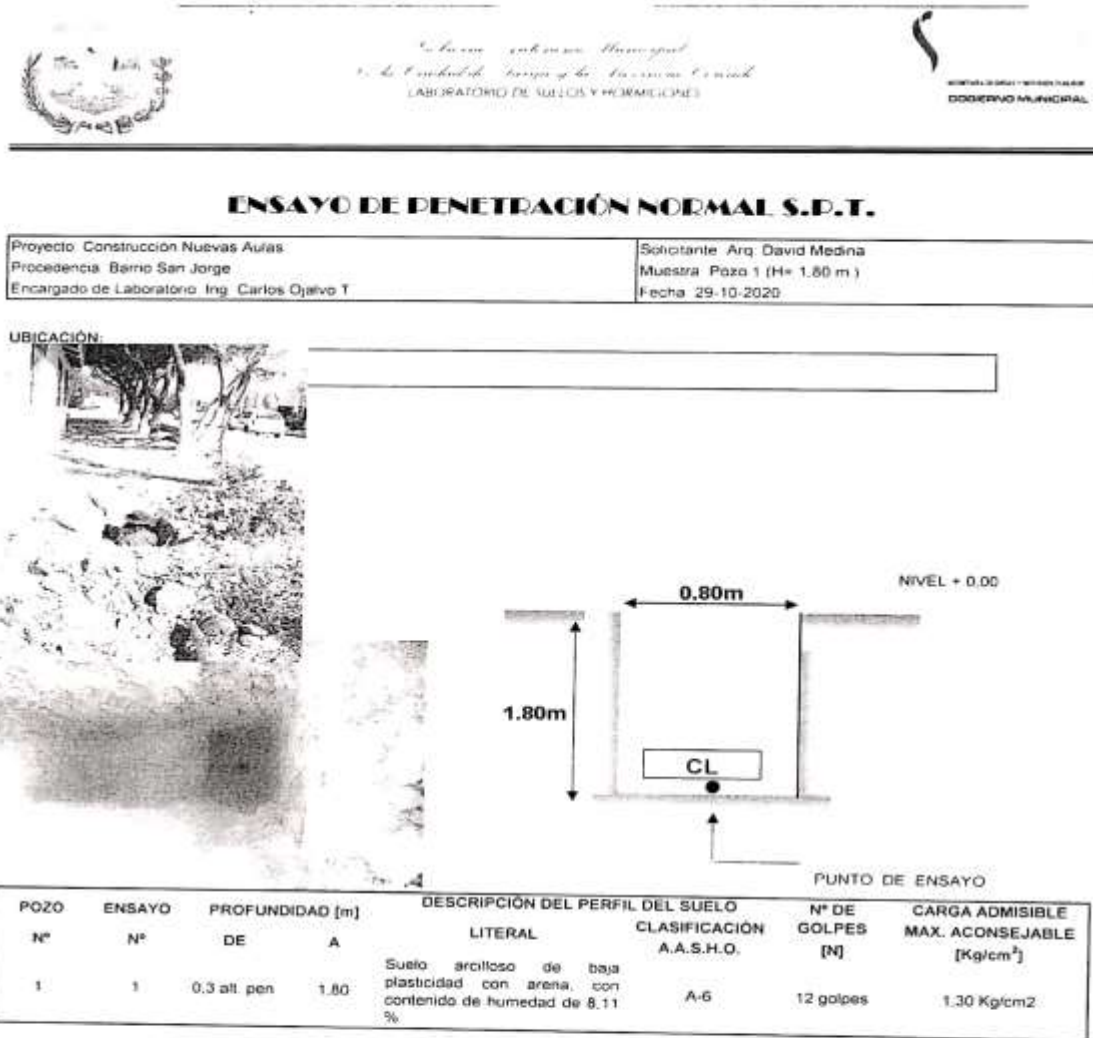 LABORATORIO DE SUELOS Y HORMIGONES
GOBIERNO MUNICIPAL
ENSAYO DE PENETRACIÓN NORMAL S.P.T.
Proyecto Construcción Nuevas Aulas
Procedencia Barrio San Jorge
Encargado de Laboratorio Ing Carlos Ojalvo T
Solicitante Arq David Medina
Muestra Pozo 1 (H= 1.80 m )
Fecha 29-10-2020
UBICACIÓN:
NIVEL + 0.00
0.80m
1.80m
CL
PUNTO DE ENSAYO
POZO ENSAYO PROFUNDIDAD [m] DESCRIPCIÓN DEL PERFIL DEL SUELO Nº DE CARGA ADMISIBLE
Nº Nº DE A LITERAL CLASIFICACIÓN GOLPES MAX. ACONSEJABLE
A.A.S.H.O. [N] [Kg/cm²]
Suelo arcilloso de baja
1 1 0.3 alt. pen 1.80 plasticidad con arena, con A-6 12 golpes 1.30 Kg/cm2
contenido de humedad de 8,11
%